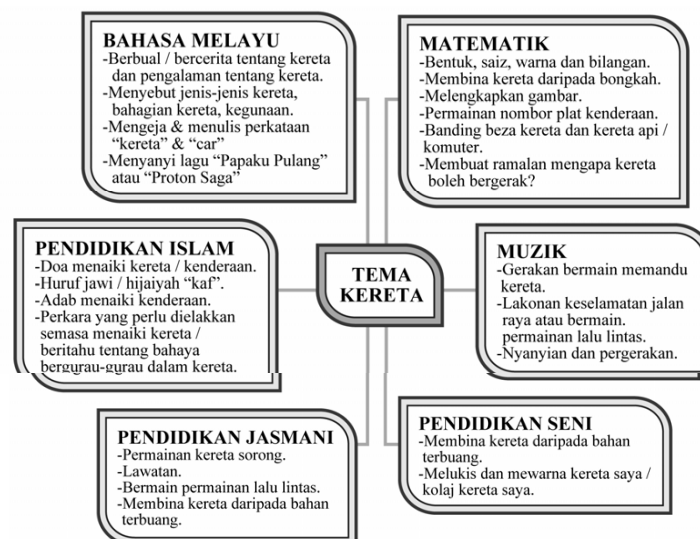 BAHASA MELAYU
-Berbual / bercerita tentang kereta
dan pengalaman tentang kereta.
-Menyebut jenis-jenis kereta,
bahagian kereta, kegunaan.
-Mengeja & menulis perkataan
“kereta” & “car”
-Menyanyi lagu “Papaku Pulang”
atau “Proton Saga”
MATEMATIK
-Bentuk, saiz, warna dan bilangan.
-Membina kereta daripada bongkah.
-Melengkapkan gambar.
-Permainan nombor plat kenderaan.
-Banding beza kereta dan kereta api /
komuter.
-Membuat ramalan mengapa kereta
boleh bergerak?
PENDIDIKAN ISLAM
-Doa menaiki kereta / kenderaan.
-Huruf jawi / hijaiyah “kaf”.
-Adab menaiki kenderaan.
-Perkara yang perlu dielakkan
semasa menaiki kereta /
beritahu tentang bahaya
bergurau-gurau dalam kereta.
TEMA
KERETA
MUZIK
-Gerakan bermain memandu
kereta.
-Lakonan keselamatan jalan
raya atau bermain.
permainan lalu lintas.
-Nyanyian dan pergerakan.
PENDIDIKAN JASMANI
-Permainan kereta sorong.
-Lawatan.
-Bermain permainan lalu lintas.
-Membina kereta daripada bahan
terbuang.
PENDIDIKAN SENI
-Membina kereta daripada bahan
terbuang.
-Melukis dan mewarna kereta saya /
kolaj kereta saya.